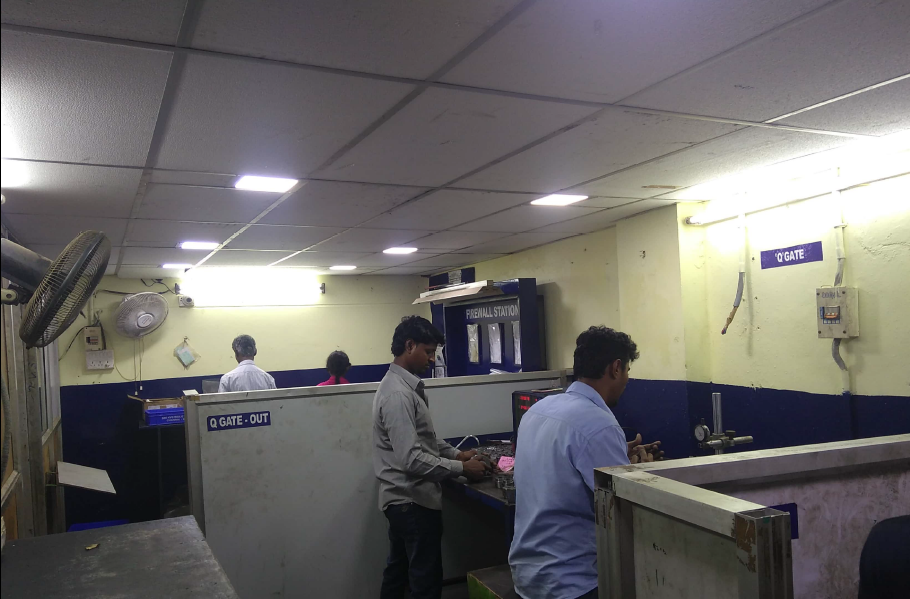 'Q'GATE
FIREWALL STATION
Q GATE - OUT